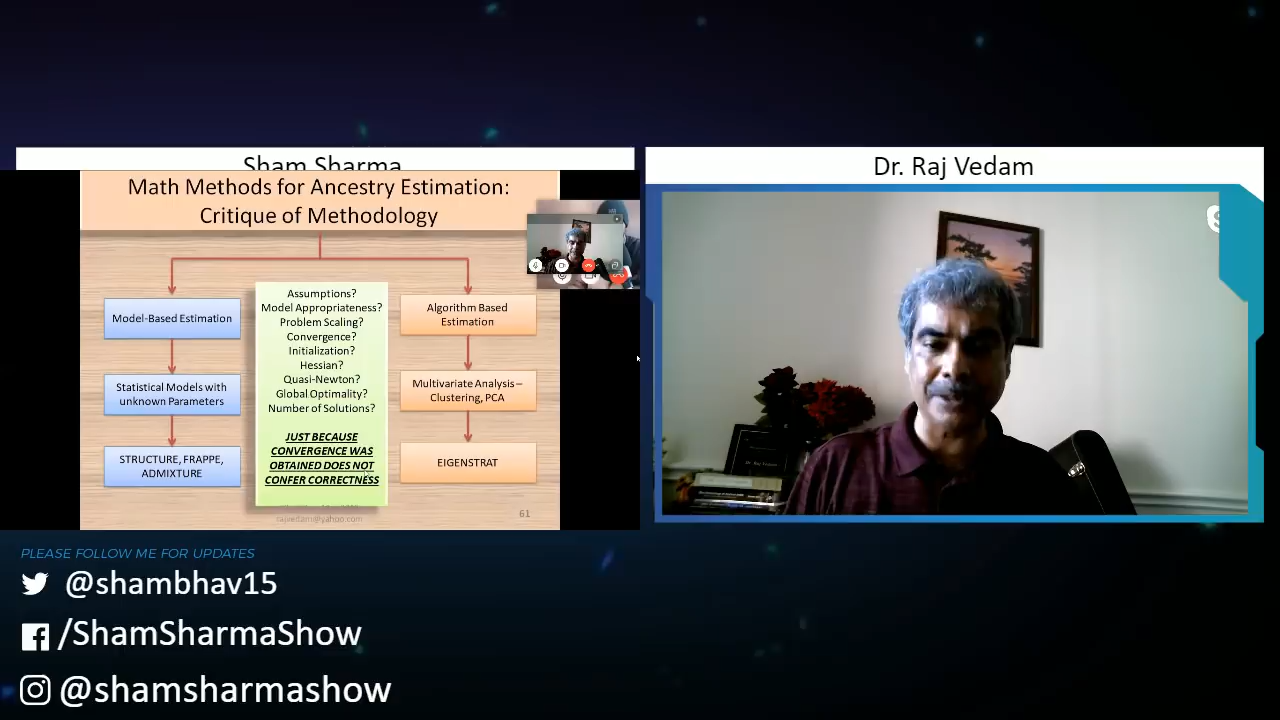 Sham Sharma
Dr. Raj Vedam
Math Methods for Ancestry Estimation:
Critique of Methodology
Model-Based Estimation
Statistical Models with
unknown Parameters
STRUCTURE, FRAPPE,
ADMIXTURE
Assumptions?
Model Appropriateness?
Problem Scaling?
Convergence?
Initialization?
Hessian?
Quasi-Newton?
Global Optimality?
Number of Solutions?
JUST BECAUSE
CONVERGENCE WAS
OBTAINED DOES NOT
CONFER CORRECTNESS
Algorithm Based
Estimation
Multivariate Analysis –
Clustering, PCA
EIGENSTRAT
rajvedam@yahoo.com
61
PLEASE FOLLOW ME FOR UPDATES
@shambhav15
/ShamSharmaShow
@shamsharmashow